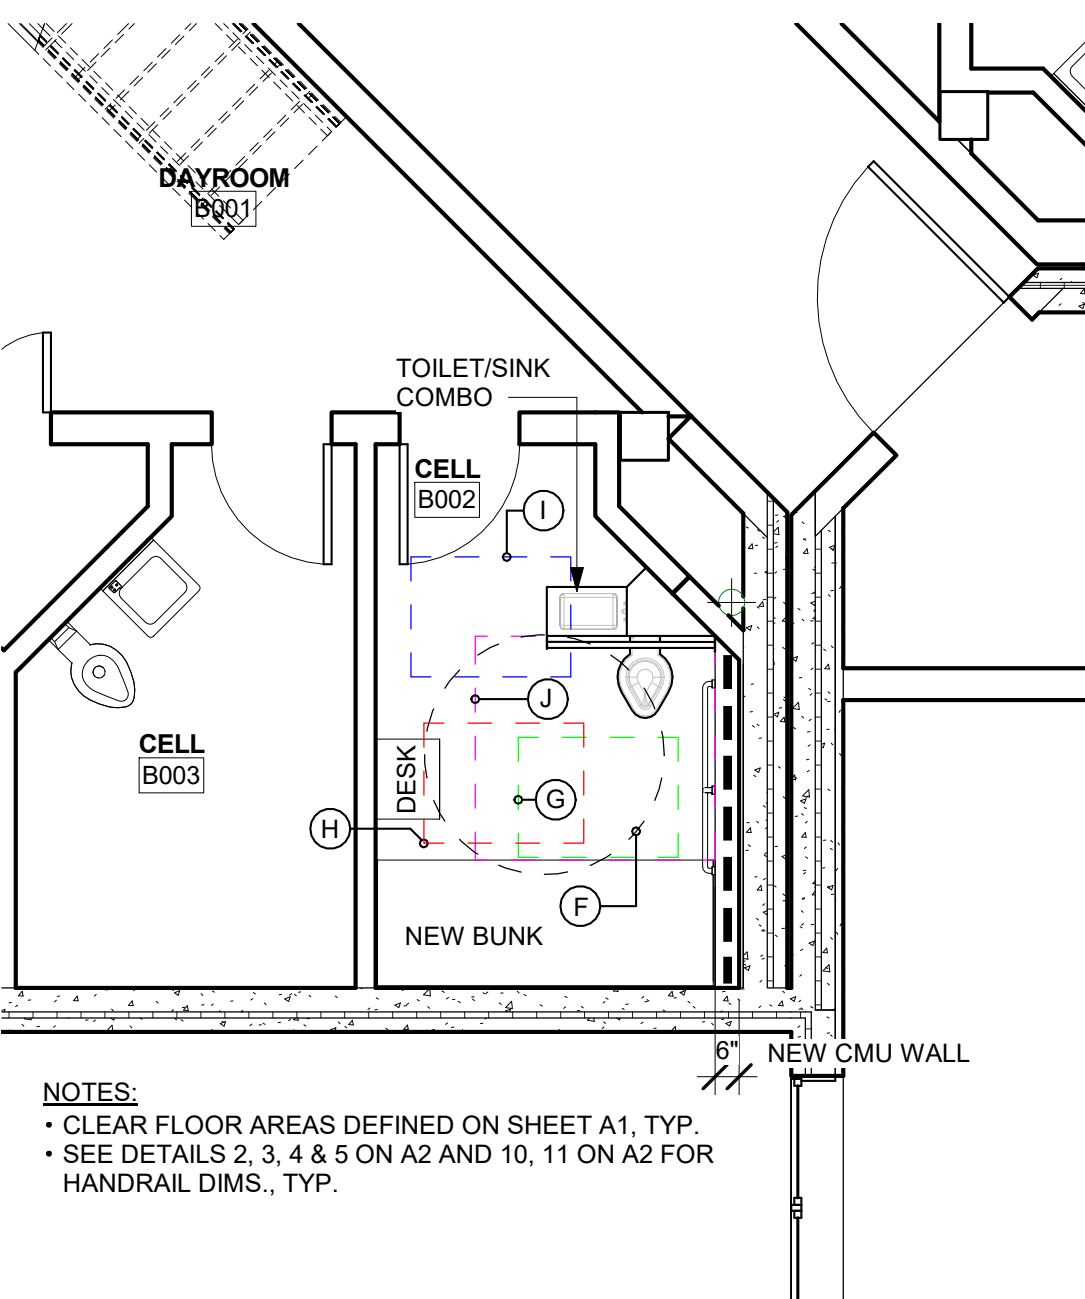 DAYROOM
B001
TOILET/SINK
COMBO
CELL
B002
I
J
CELL
B003
DESK
G
H
F
NEW BUNK
6"
NEW CMU WALL
NOTES:
• CLEAR FLOOR AREAS DEFINED ON SHEET A1, TYP.
• SEE DETAILS 2, 3, 4 & 5 ON A2 AND 10, 11 ON A2 FOR
HANDRAIL DIMS., TYP.